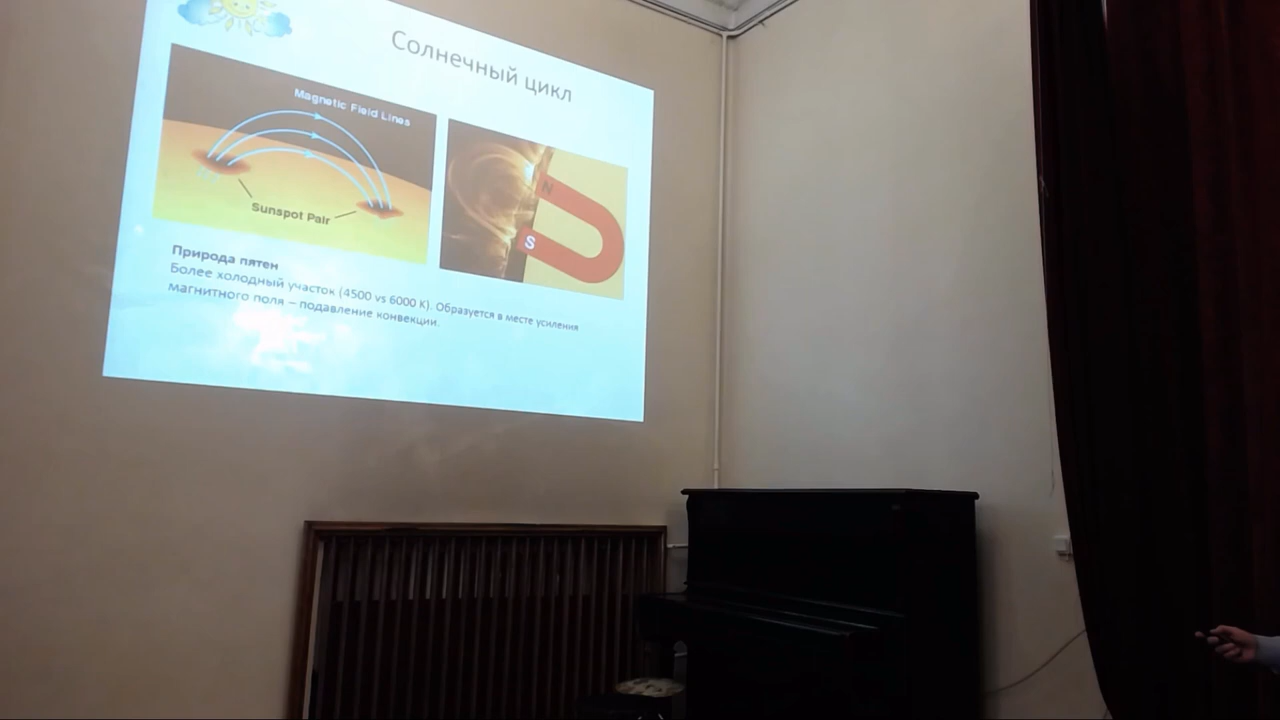 Солнечный цикл
Magnetic Field Lines
Sunspot Pair
N
S
Природа пятен
Более холодный участок (4500 vs 6000 K). Образуется в месте усиления
магнитного поля – подавление конвекции.